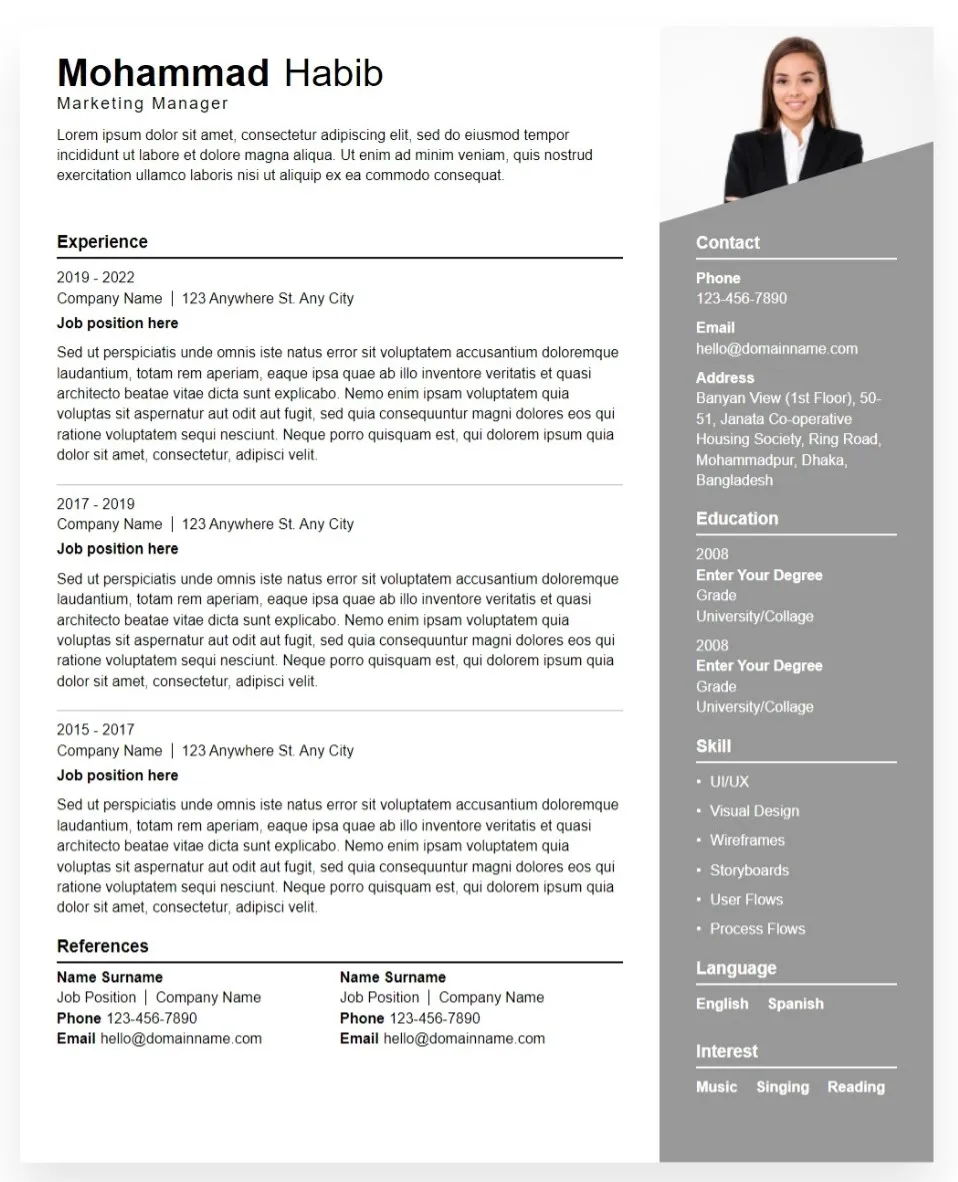 Mohammad Habib
Marketing Manager
Lorem ipsum dolor sit amet, consectetur adipiscing elit, sed do eiusmod tempor
incididunt ut labore et dolore magna aliqua. Ut enim ad minim veniam, quis nostrud
exercitation ullamco laboris nisi ut aliquip ex ea commodo consequat.
Experience
2019 - 2022
Company Name | 123 Anywhere St. Any City
Job position here
Sed ut perspiciatis unde omnis iste natus error sit voluptatem accusantium doloremque
laudantium, totam rem aperiam, eaque ipsa quae ab illo inventore veritatis et quasi
architecto beatae vitae dicta sunt explicabo. Nemo enim ipsam voluptatem quia
voluptas sit aspernatur aut odit aut fugit, sed quia consequuntur magni dolores eos qui
ratione voluptatem sequi nesciunt. Neque porro quisquam est, qui dolorem ipsum quia
dolor sit amet, consectetur, adipisci velit.
2017 - 2019
Company Name | 123 Anywhere St. Any City
Job position here
Sed ut perspiciatis unde omnis iste natus error sit voluptatem accusantium doloremque
laudantium, totam rem aperiam, eaque ipsa quae ab illo inventore veritatis et quasi
architecto beatae vitae dicta sunt explicabo. Nemo enim ipsam voluptatem quia
voluptas sit aspernatur aut odit aut fugit, sed quia consequuntur magni dolores eos qui
ratione voluptatem sequi nesciunt. Neque porro quisquam est, qui dolorem ipsum quia
dolor sit amet, consectetur, adipisci velit.
2015 - 2017
Company Name | 123 Anywhere St. Any City
Job position here
Sed ut perspiciatis unde omnis iste natus error sit voluptatem accusantium doloremque
laudantium, totam rem aperiam, eaque ipsa quae ab illo inventore veritatis et quasi
architecto beatae vitae dicta sunt explicabo. Nemo enim ipsam voluptatem quia
voluptas sit aspernatur aut odit aut fugit, sed quia consequuntur magni dolores eos qui
ratione voluptatem sequi nesciunt. Neque porro quisquam est, qui dolorem ipsum quia
dolor sit amet, consectetur, adipisci velit.
References
Name Surname
Job Position | Company Name
Phone 123-456-7890
Email hello@domainname.com
Name Surname
Job Position | Company Name
Phone 123-456-7890
Email hello@domainname.com
Contact
Phone
123-456-7890
Email
hello@domainname.com
Address
Banyan View (1st Floor), 50-
51, Janata Co-operative
Housing Society, Ring Road,
Mohammadpur, Dhaka,
Bangladesh
Education
2008
Enter Your Degree
Grade
University/Collage
2008
Enter Your Degree
Grade
University/Collage
Skill
• UI/UX
• Visual Design
• Wireframes
• Storyboards
• User Flows
• Process Flows
Language
English Spanish
Interest
Music Singing Reading